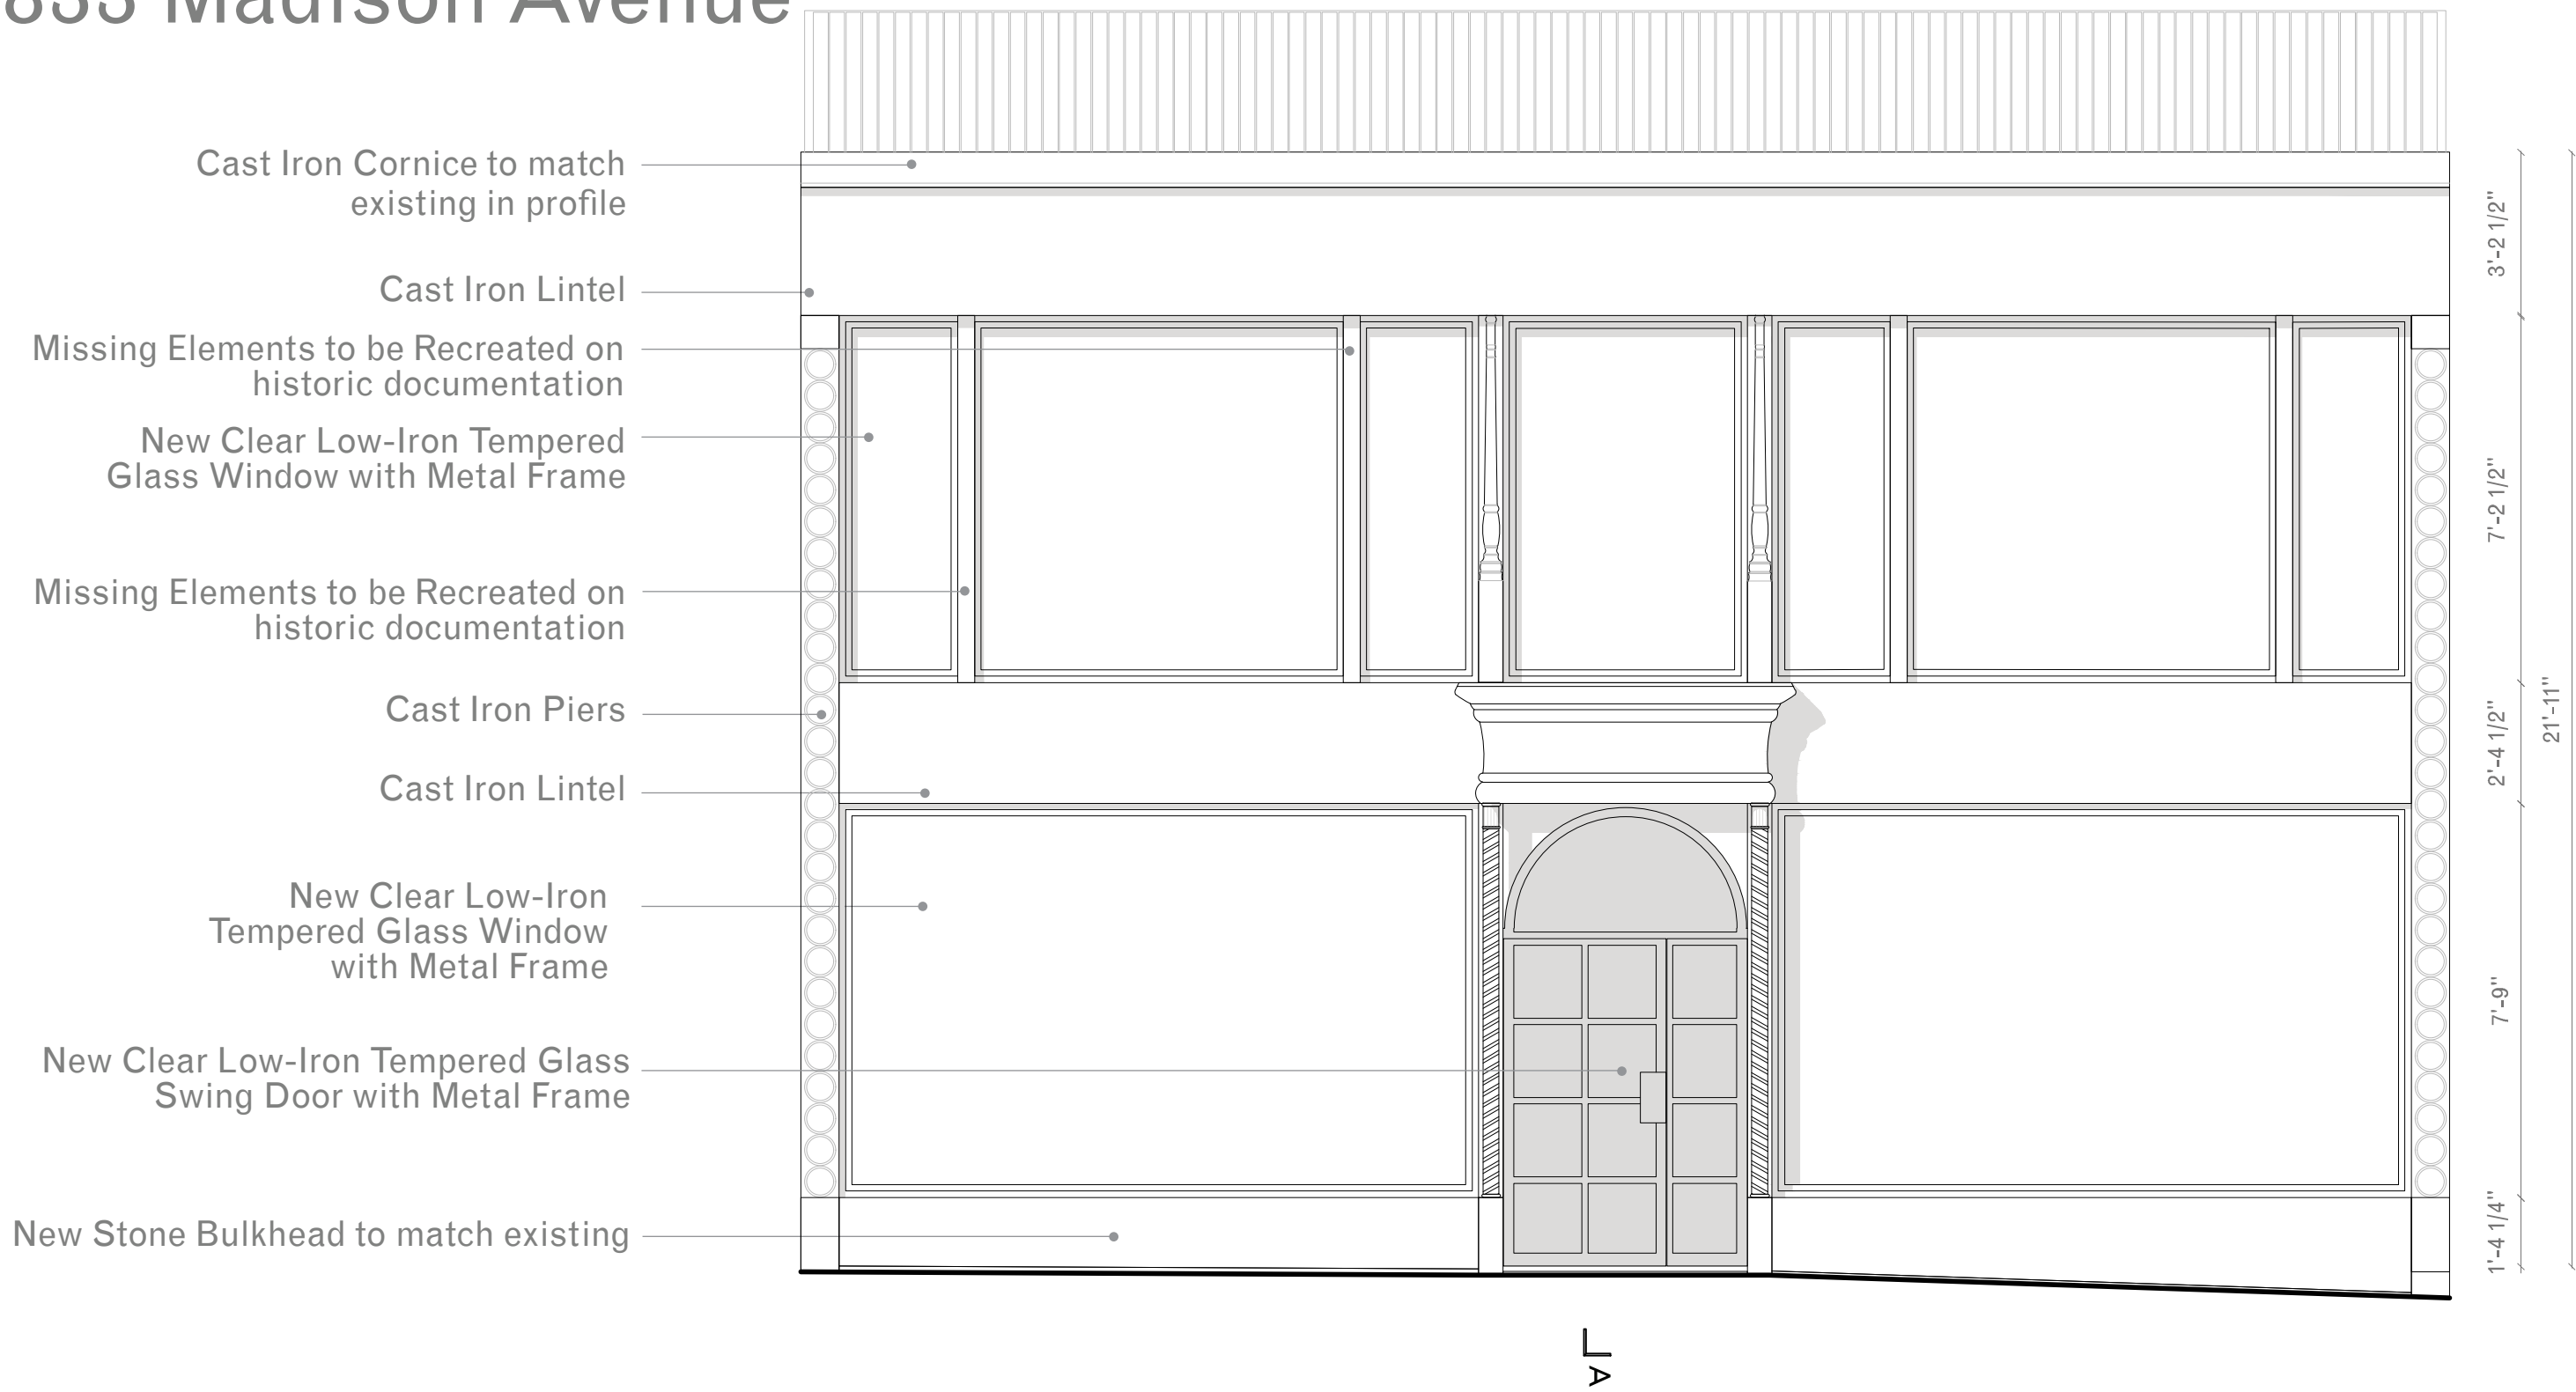 833 Madison Avenue
Cast Iron Cornice to match
existing in profile
Cast Iron Lintel
Missing Elements to be Recreated on
historic documentation
New Clear Low-Iron Tempered
Glass Window with Metal Frame
Missing Elements to be Recreated on
historic documentation
Cast Iron Piers
Cast Iron Lintel
New Clear Low-Iron
Tempered Glass Window
with Metal Frame
New Clear Low-Iron Tempered Glass
Swing Door with Metal Frame
New Stone Bulkhead to match existing
3'-2 1/2"
7'-2 1/2"
2'-4 1/2"
21'-11"
7'-9"
1'-4 1/4"
A